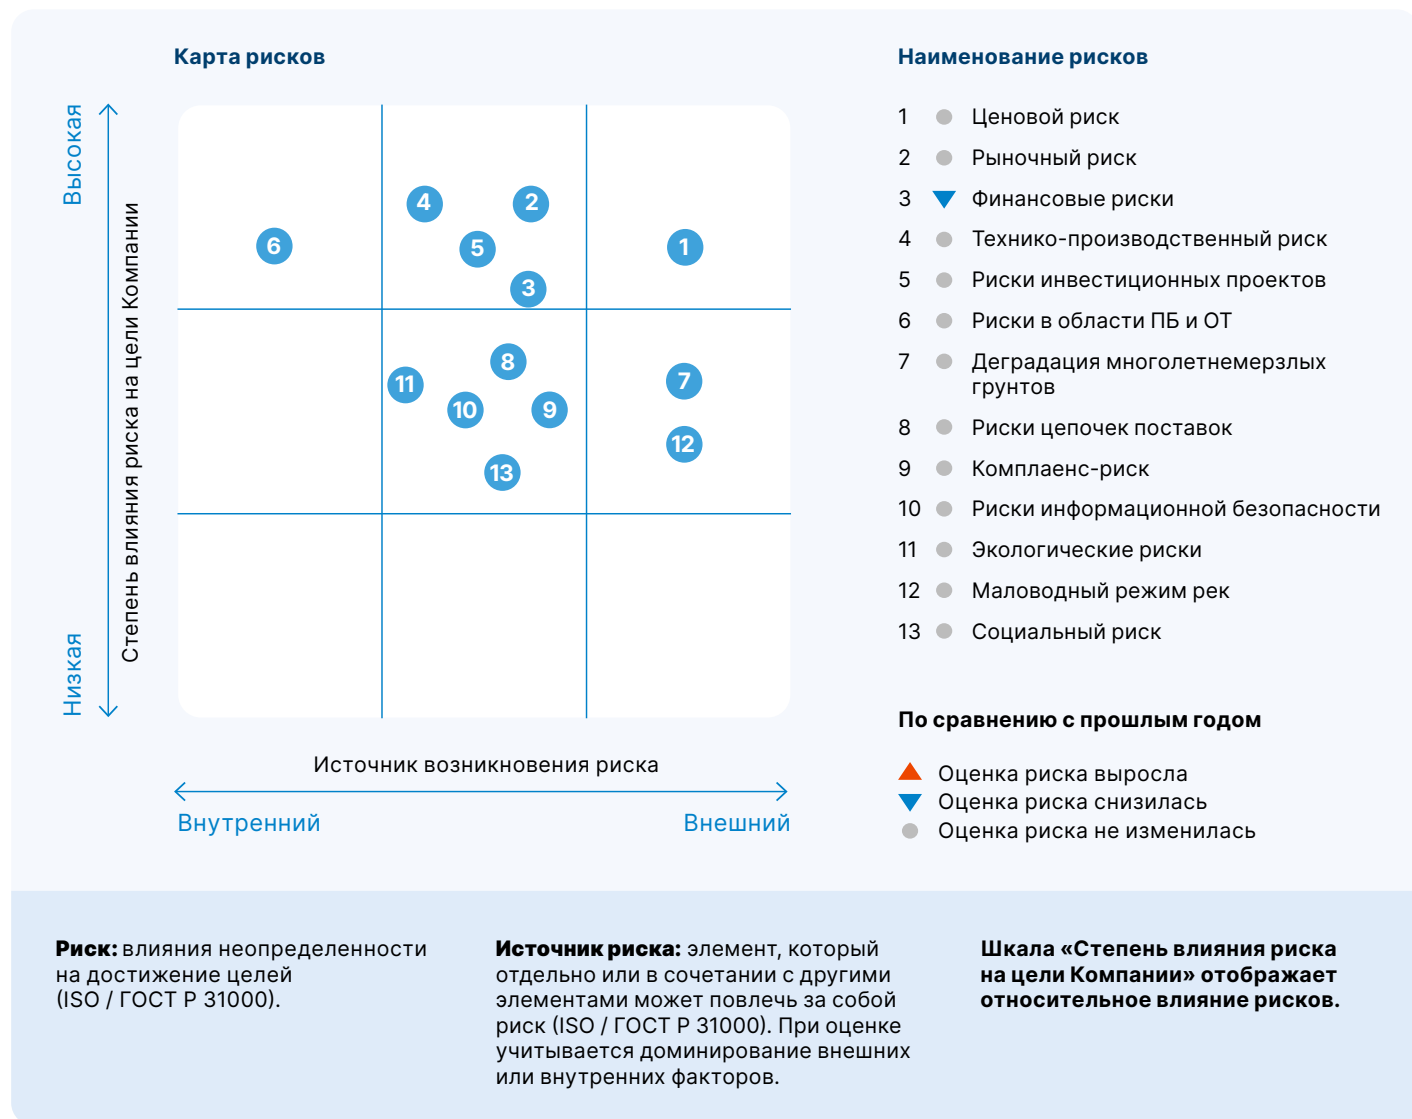 Карта рисков
Высокая
Степень влияния риска на цели Компании
Низкая
4
2
6
5
1
3
8
11
7
10
9
12
13
Источник возникновения риска
Внутренний
Внешний
Наименование рисков
1 Ценовой риск
2 Рыночный риск
3 Финансовые риски
4 Технико-производственный риск
5 Риски инвестиционных проектов
6 Риски в области ПБ и ОТ
7 Деградация многолетнемерзлых
грунтов
8 Риски цепочек поставок
9 Комплаенс-риск
10 Риски информационной безопасности
11 Экологические риски
12 Маловодный режим рек
13 Социальный риск
По сравнению с прошлым годом
Оценка риска выросла
Оценка риска снизилась
Оценка риска не изменилась
Риск: влияния неопределенности
на достижение целей
(ISO / ГОСТ Р 31000).
Источник риска: элемент, который
отдельно или в сочетании с другими
элементами может повлечь за собой
риск (ISO / ГОСТ Р 31000). При оценке
учитывается доминирование внешних
или внутренних факторов.
Шкала «Степень влияния риска
на цели Компании» отображает
относительное влияние рисков.